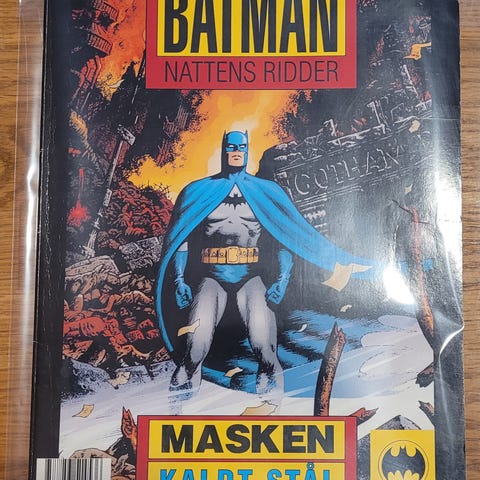 BATMAN
NATTENS RIDDER
GOTHAM
MASKEN
KALDT STÅL